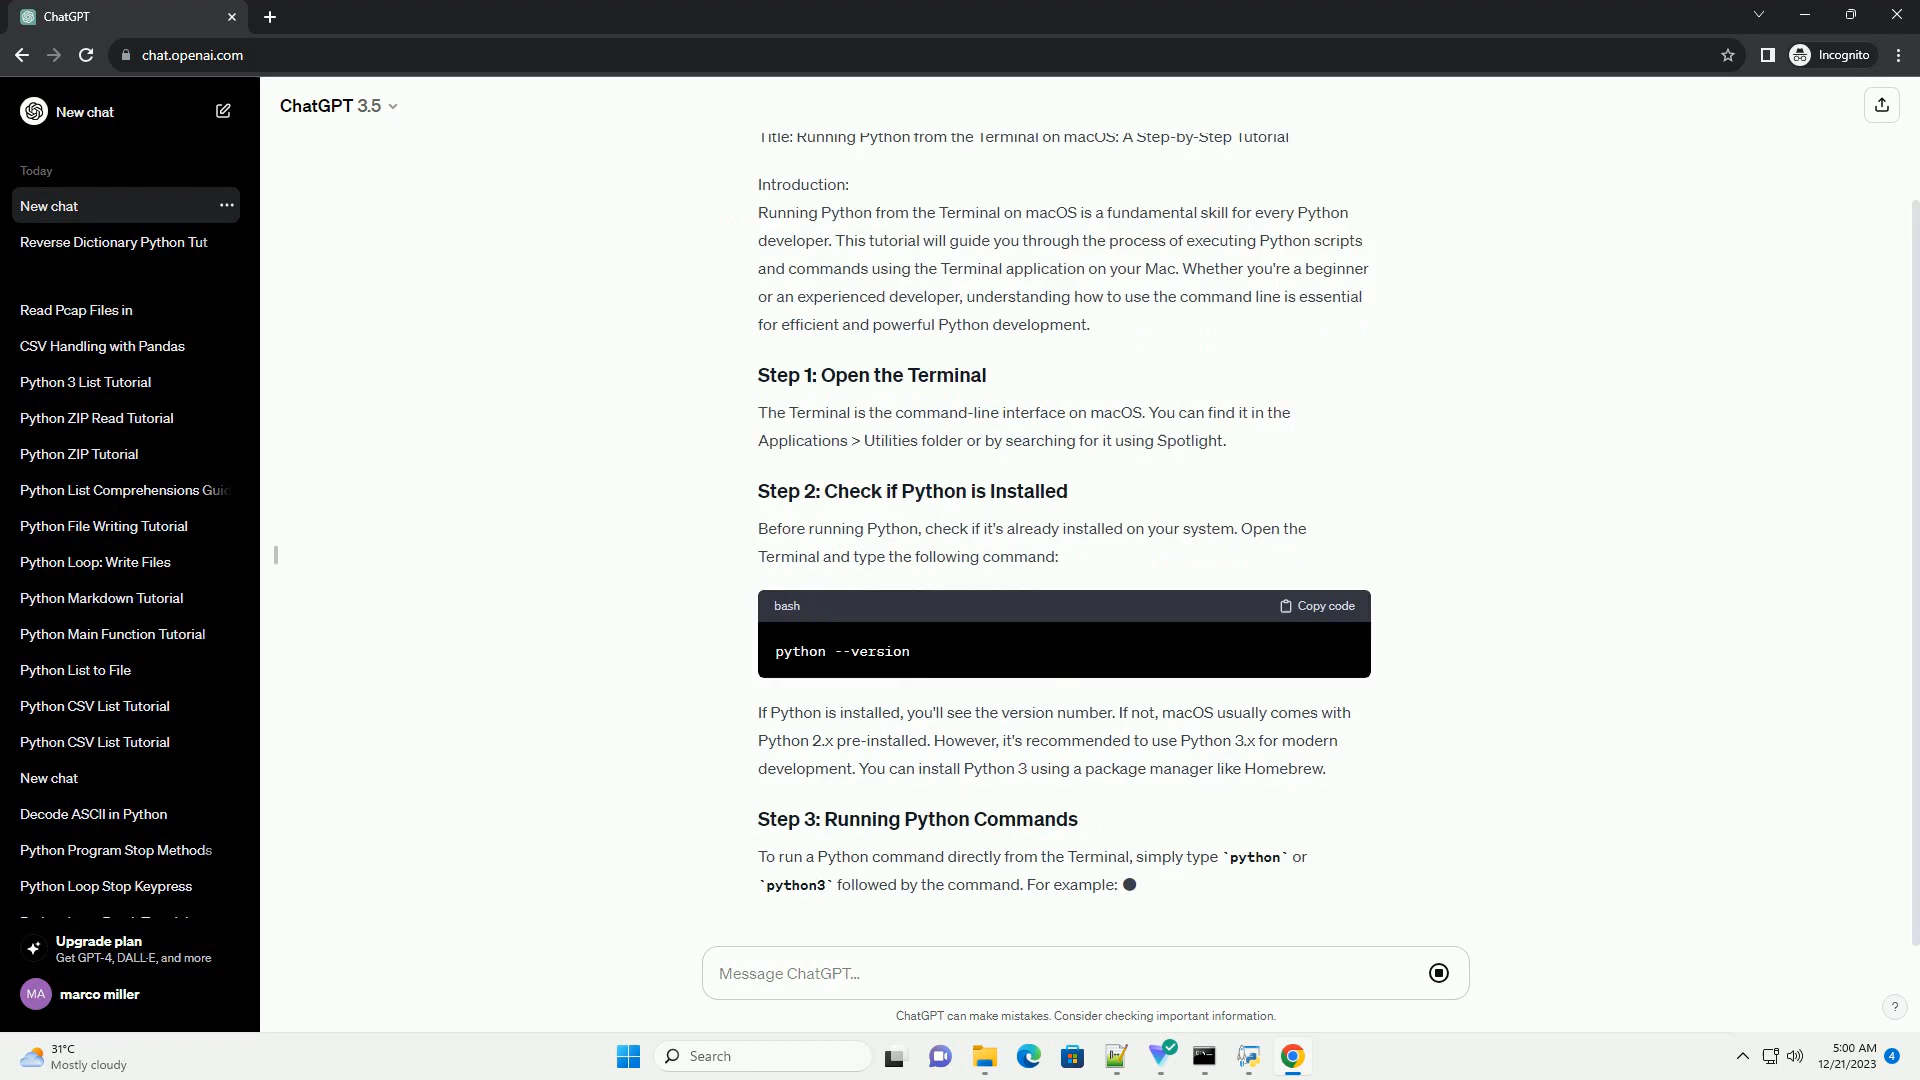 ChatGPT
chat.openai.com
Incognito
New chat
Today
New chat
Reverse Dictionary Python Tut
Read Pcap Files in
CSV Handling with Pandas
Python 3 List Tutorial
Python ZIP Read Tutorial
Python ZIP Tutorial
Python List Comprehensions Guid
Python File Writing Tutorial
Python Loop: Write Files
Python Markdown Tutorial
Python Main Function Tutorial
Python List to File
Python CSV List Tutorial
Python CSV List Tutorial
New chat
Decode ASCII in Python
Python Program Stop Methods
Python Loop Stop Keypress
Upgrade plan
Get GPT-4, DALL·E, and more
MA marco miller
ChatGPT 3.5
Title: Running Python from the Terminal on macOS: A Step-by-Step Tutorial
Introduction:
Running Python from the Terminal on macOS is a fundamental skill for every Python
developer. This tutorial will guide you through the process of executing Python scripts
and commands using the Terminal application on your Mac. Whether you're a beginner
or an experienced developer, understanding how to use the command line is essential
for efficient and powerful Python development.
Step 1: Open the Terminal
The Terminal is the command-line interface on macOS. You can find it in the
Applications > Utilities folder or by searching for it using Spotlight.
Step 2: Check if Python is Installed
Before running Python, check if it's already installed on your system. Open the
Terminal and type the following command:
bash Copy code
python --version
If Python is installed, you'll see the version number. If not, macOS usually comes with
Python 2.x pre-installed. However, it's recommended to use Python 3.x for modern
development. You can install Python 3 using a package manager like Homebrew.
Step 3: Running Python Commands
To run a Python command directly from the Terminal, simply type `python` or
`python3` followed by the command. For example:
Message ChatGPT...
ChatGPT can make mistakes. Consider checking important information.
?
31°C
Mostly cloudy
Search
5:00 AM
12/21/2023
4